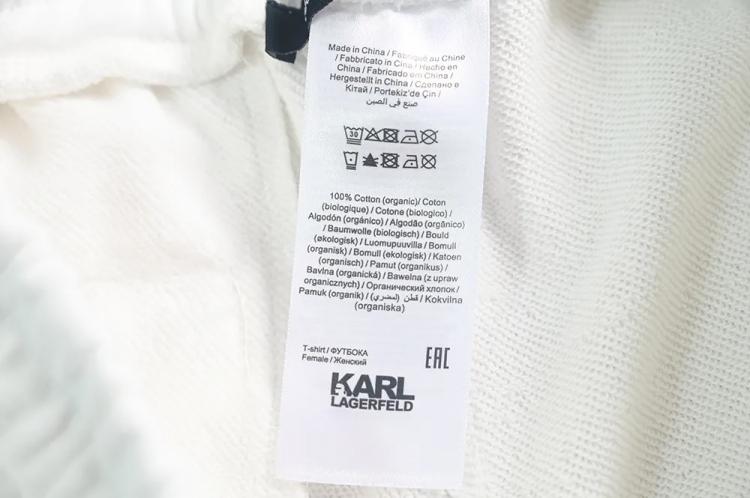 Made in China / Fabriqué au Chine
/ Fabbricato in Cina / Hecho en
China / Fabricado em China /
Hergestellt in China / Сделано в
Kитай / Portekiz'de Çin /
صنع في الصين
30
100% Cotton (organic)/ Coton
(biologique) / Cotone (biologico) /
Algodón (orgánico) / Algodão (orgânico)
/ Baumwolle (biologisch) / Bould
(økologisk) / Luomupuuvilla / Bomull
(organisk) / Bomull (ekologisk) / Katoen
(organisch) / Pamut (organikus) /
Bavlna (organická) / Bawełna (z upraw
organicznych) / Органический хлопок /
Pamuk (organik) / قطن (لمضري) / Kokvilna
(organiska)
T-shirt / ФУТБОКА
Female / Женский
EAC
KARL
LAGERFELD